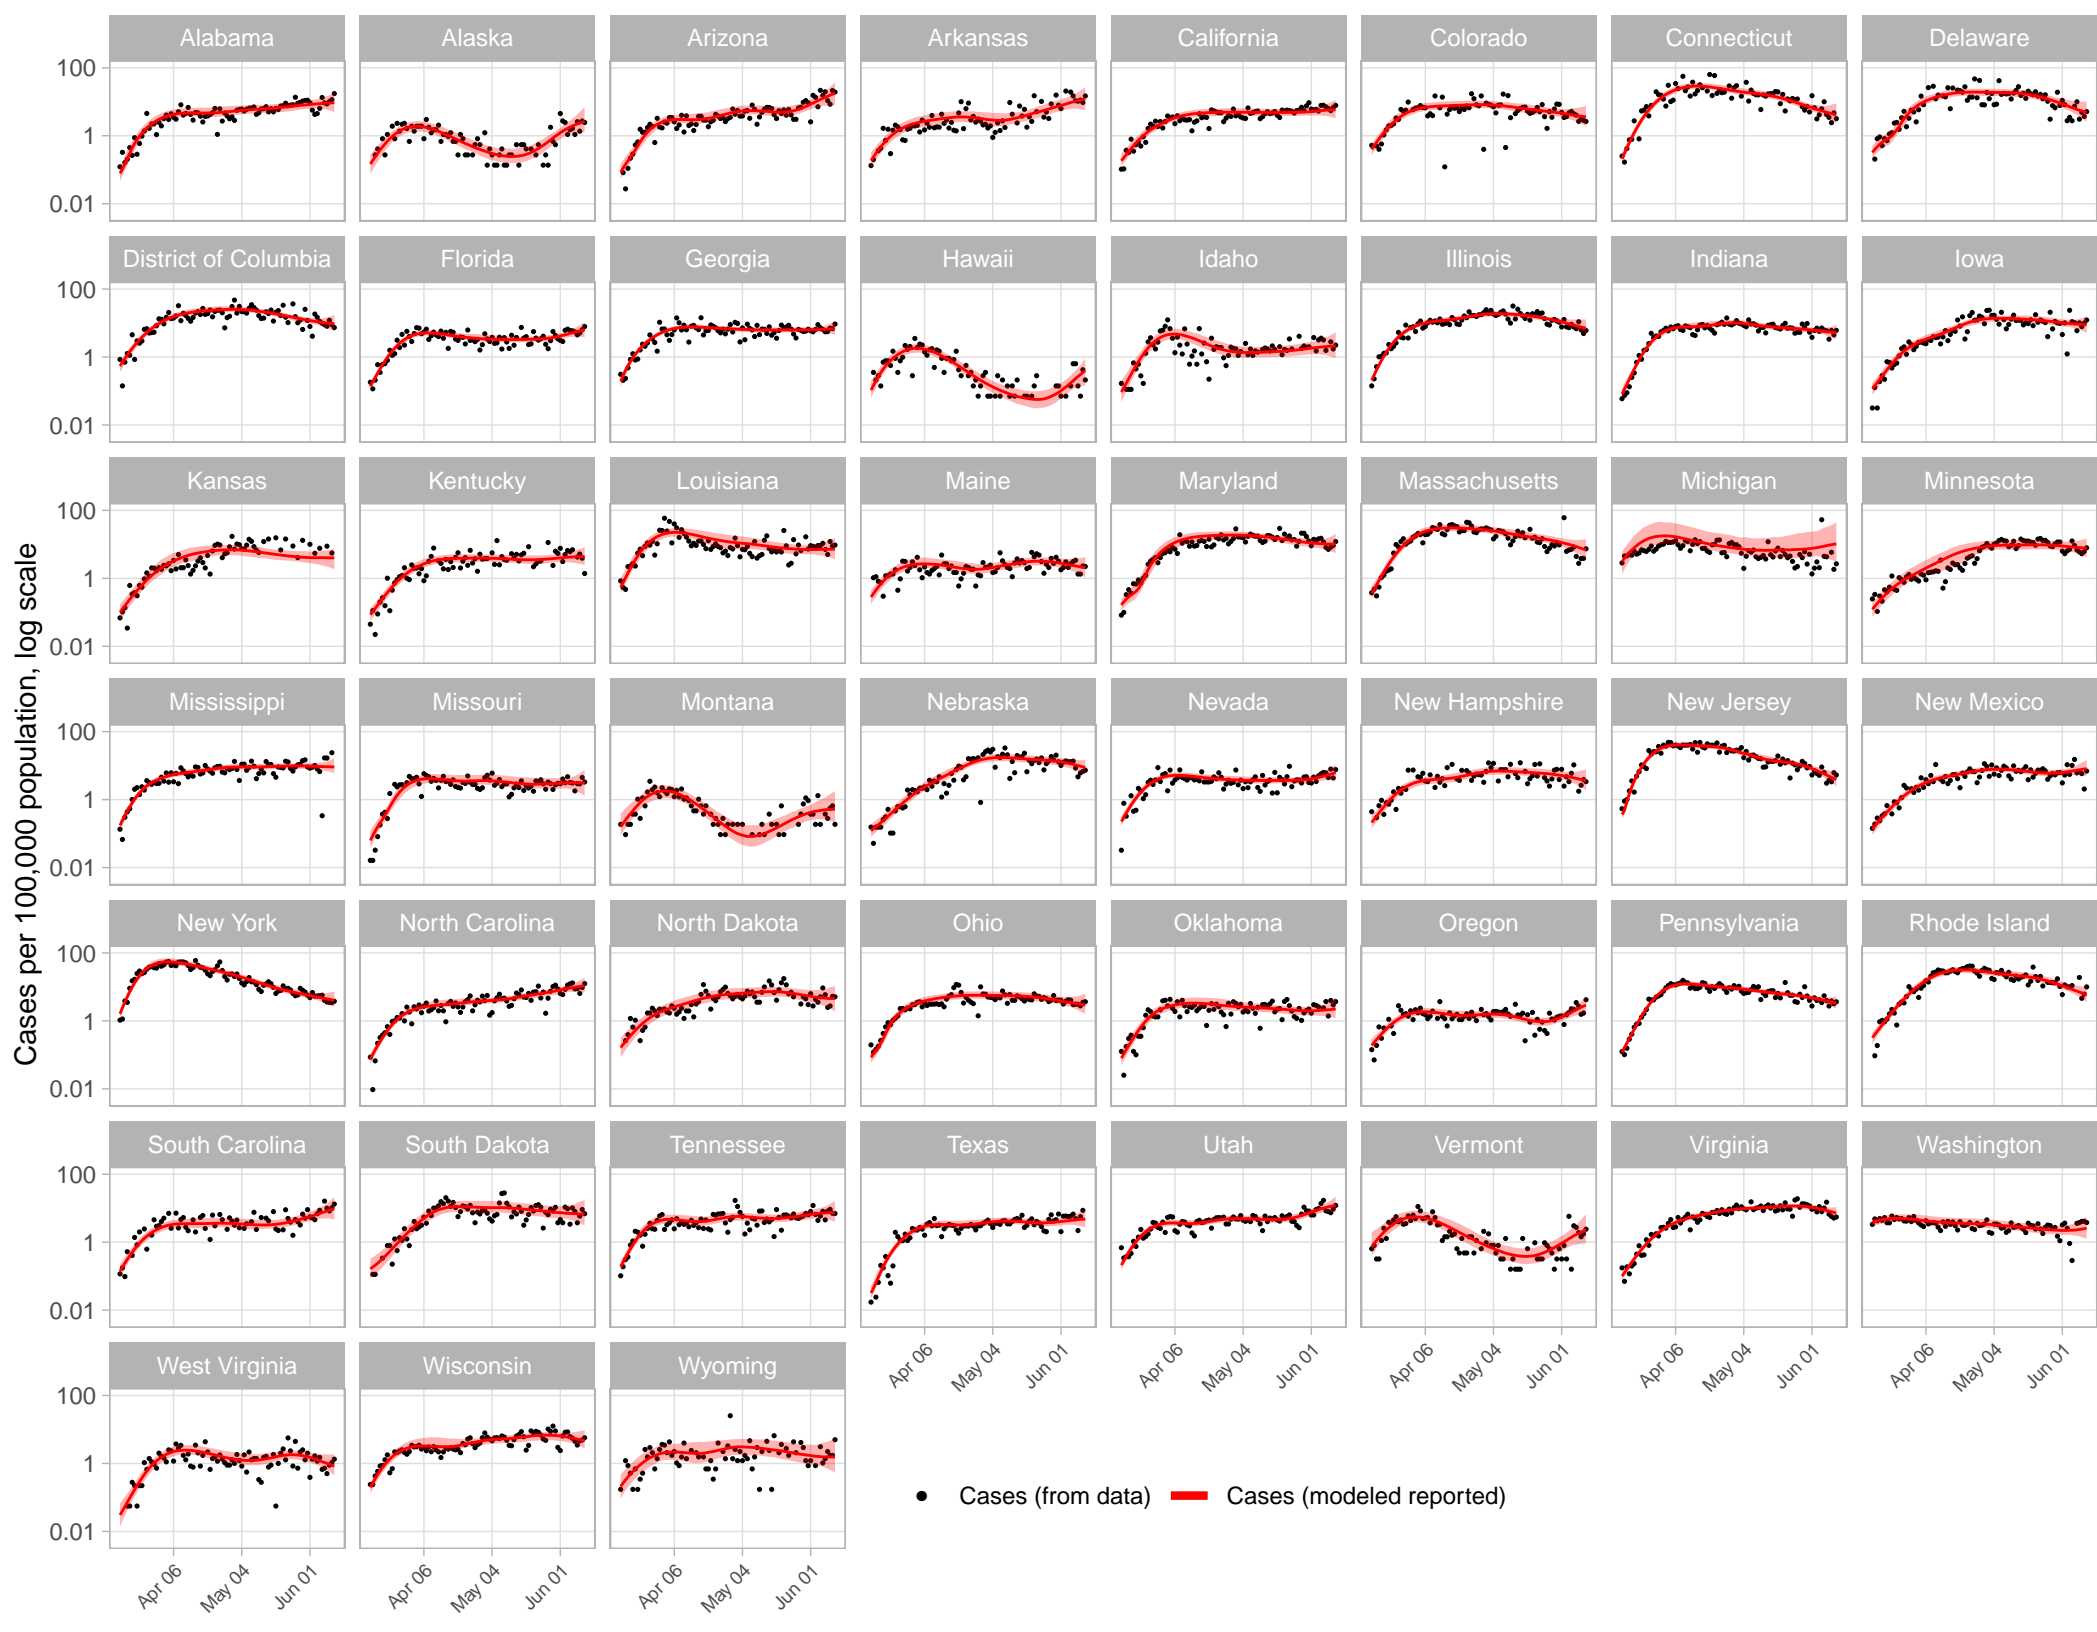 Cases per 100,000 population, log scale
Alabama Alaska Arizona Arkansas California Colorado Connecticut Delaware
100
1
0.01
District of Columbia Florida Georgia Hawaii Idaho Illinois Indiana Iowa
100
1
0.01
Kansas Kentucky Louisiana Maine Maryland Massachusetts Michigan Minnesota
100
1
0.01
Mississippi Missouri Montana Nebraska Nevada New Hampshire New Jersey New Mexico
100
1
0.01
New York North Carolina North Dakota Ohio Oklahoma Oregon Pennsylvania Rhode Island
100
1
0.01
South Carolina South Dakota Tennessee Texas Utah Vermont Virginia Washington
100
1
0.01
Apr 06 May 04 Jun 01 Apr 06 May 04 Jun 01 Apr 06 May 04 Jun 01 Apr 06 May 04 Jun 01 Apr 06 May 04 Jun 01
West Virginia Wisconsin Wyoming
100
1
0.01
Apr 06 May 04 Jun 01 Apr 06 May 04 Jun 01 Apr 06 May 04 Jun 01
Cases (from data) Cases (modeled reported)